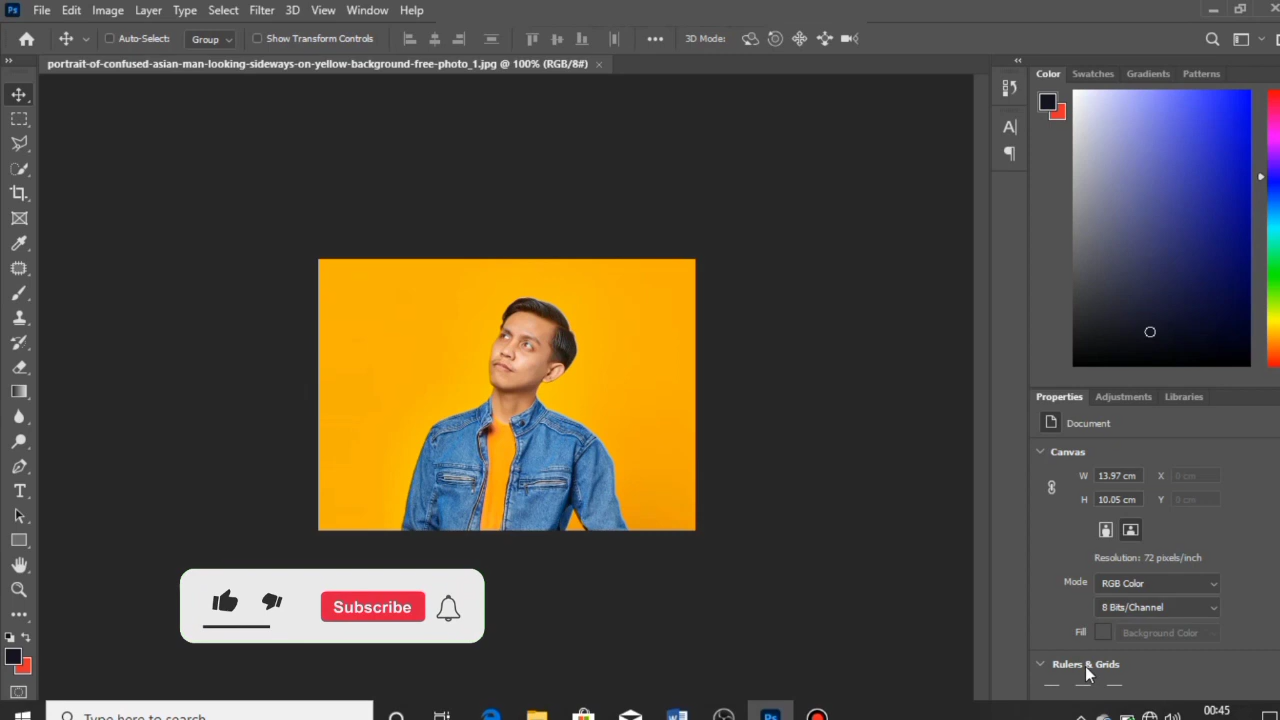 Ps File Edit Image Layer Type Select Filter 3D View Window Help
Auto-Select: Group Show Transform Controls 3D Mode:
portrait-of-confused-asian-man-looking-sideways-on-yellow-background-free-photo_1.jpg @ 100% (RGB/8#) ×
Color Swatches Gradients Patterns
Properties Adjustments Libraries
Document
Canvas
W 13.97 cm X 0 cm
H 10.05 cm Y 0 cm
Resolution: 72 pixels/inch
Mode RGB Color
8 Bits/Channel
Fill Background Color
Rulers & Grids
Subscribe
Type here to search
Ps
00:45